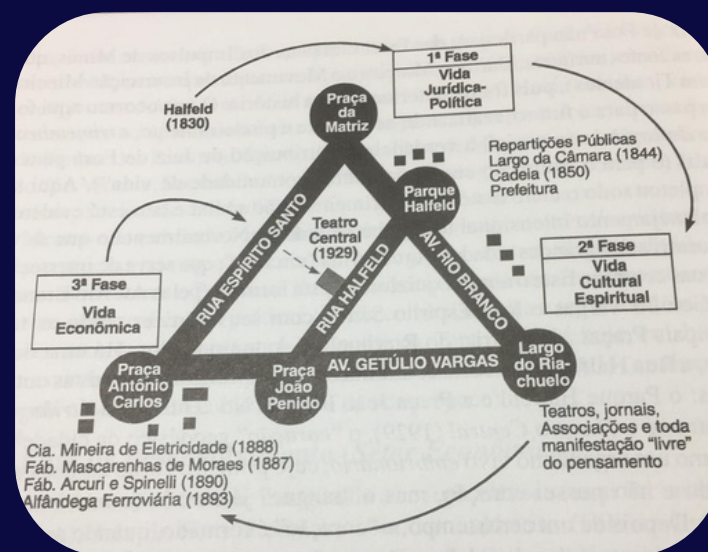 Halfeld
(1830)
1ª Fase
Vida
Jurídica-
Política
Praça
da
Matriz
Repartições Públicas
Largo da Câmara (1844)
Cadeia (1850)
Prefeitura
Parque
Halfeld
RUA ESPÍRITO SANTO
Teatro
Central
(1929)
RUA HALFELD
AV. RIO BRANCO
2ª Fase
Vida
Cultural
Espiritual
3ª Fase
Vida
Econômica
Praça
Antônio
Carlos
Praça
João
Penido
AV. GETÚLIO VARGAS
Largo
do Ria-
chuelo
Teatros, jornais,
Associações e toda
manifestação "livre"
do pensamento
Cia. Mineira de Eletricidade (1888)
Fáb. Mascarenhas de Moraes (1887)
Fáb. Arcuri e Spinelli (1890)
Alfândega Ferroviária (1893)